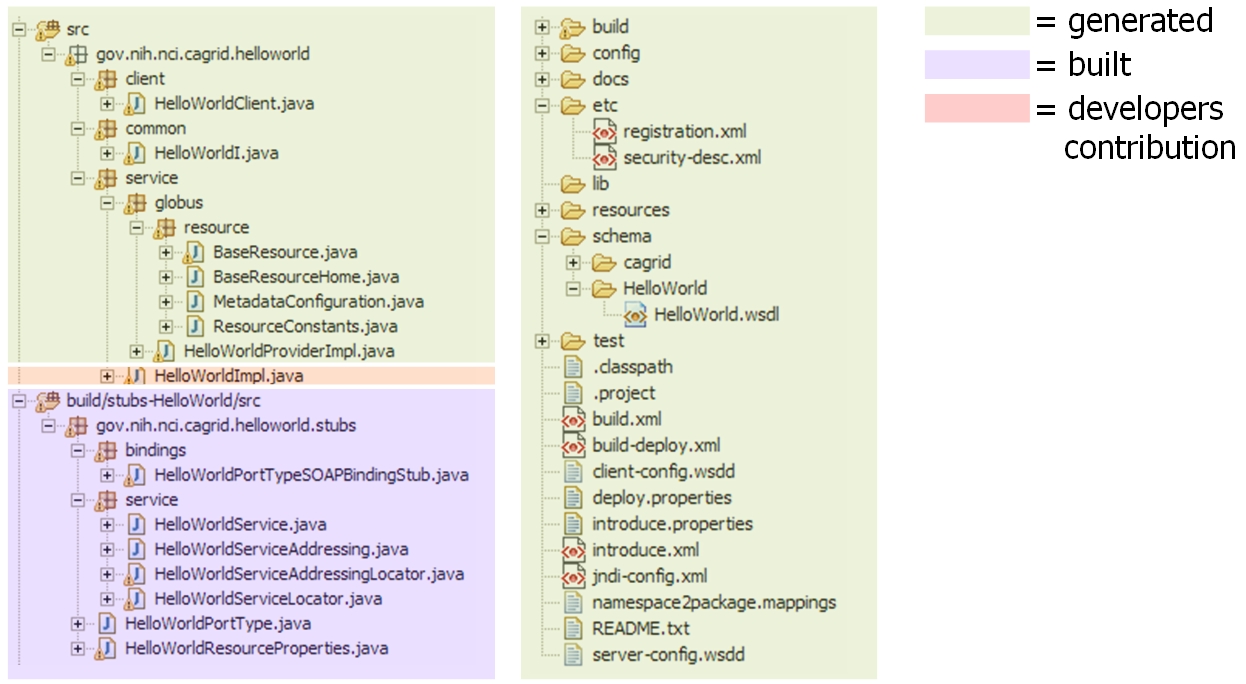 src
gov.nih.nci.cagrid.helloworld
client
HelloWorldClient.java
common
HelloWorldI.java
service
globus
resource
BaseResource.java
BaseResourceHome.java
MetadataConfiguration.java
ResourceConstants.java
HelloWorldProviderImpl.java
HelloWorldImpl.java
build/stubs-HelloWorld/src
gov.nih.nci.cagrid.helloworld.stubs
bindings
HelloWorldPortTypeSOAPBindingStub.java
service
HelloWorldService.java
HelloWorldServiceAddressing.java
HelloWorldServiceAddressingLocator.java
HelloWorldServiceLocator.java
HelloWorldPortType.java
HelloWorldResourceProperties.java
build
config
docs
etc
registration.xml
security-desc.xml
lib
resources
schema
cagrid
HelloWorld
HelloWorld.wsdl
test
.classpath
.project
build.xml
build-deploy.xml
client-config.wsdd
deploy.properties
introduce.properties
introduce.xml
jndi-config.xml
namespace2package.mappings
README.txt
server-config.wsdd
= generated
= built
= developers
contribution